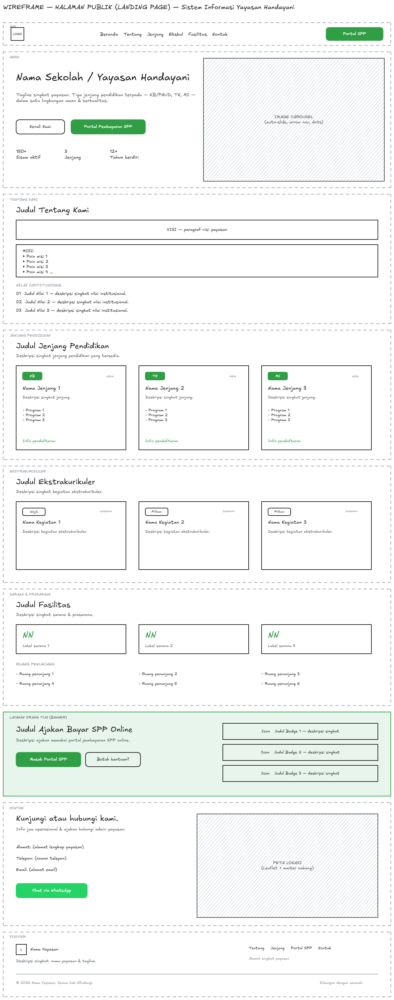 WIREFRAME — HALAMAN PUBLIK (LANDING PAGE) — Sistem Informasi Yayasan Handayani
NAV
LOGO
Beranda Tentang Jenjang Ekskul Fasilitas Kontak
Portal SPP
HERO
Nama Sekolah / Yayasan Handayani
Tagline singkat yayasan. Tiga jenjang pendidikan terpadu — KB/PAUD, TK, MI —
dalam satu lingkungan aman & berkualitas.
Kenali Kami
Portal Pembayaran SPP
150+
Siswa aktif
3
Jenjang
12+
Tahun berdiri
IMAGE CAROUSEL
(auto-slide, arrow nav, dots)
TENTANG KAMI
Judul Tentang Kami
VISI — paragraf visi yayasan
MISI:
• Poin misi 1
• Poin misi 2
• Poin misi 3
• Poin misi 4 ...
NILAI INSTITUSIONAL
01 Judul Nilai 1 — deskripsi singkat nilai institusional.
02 Judul Nilai 2 — deskripsi singkat nilai institusional.
03 Judul Nilai 3 — deskripsi singkat nilai institusional.
JENJANG PENDIDIKAN
Judul Jenjang Pendidikan
Deskripsi singkat jenjang pendidikan yang tersedia.
KB
usia
Nama Jenjang 1
Deskripsi singkat jenjang.
- Program 1
- Program 2
- Program 3
Info pendaftaran
TK
usia
Nama Jenjang 2
Deskripsi singkat jenjang.
- Program 1
- Program 2
- Program 3
Info pendaftaran
MI
usia
Nama Jenjang 3
Deskripsi singkat jenjang.
- Program 1
- Program 2
- Program 3
Info pendaftaran
EKSTRAKURIKULER
Judul Ekstrakurikuler
Deskripsi singkat kegiatan ekstrakurikuler.
Wajib
sasaran
Nama Kegiatan 1
Deskripsi kegiatan ekstrakurikuler.
Pilihan
sasaran
Nama Kegiatan 2
Deskripsi kegiatan ekstrakurikuler.
Pilihan
sasaran
Nama Kegiatan 3
Deskripsi kegiatan ekstrakurikuler.
SARANA & PRASARANA
Judul Fasilitas
Deskripsi singkat sarana & prasarana.
NN
Label sarana 1
NN
Label sarana 2
NN
Label sarana 3
RUANG PENUNJANG
- Ruang penunjang 1
- Ruang penunjang 2
- Ruang penunjang 3
- Ruang penunjang 4
- Ruang penunjang 5
- Ruang penunjang 6
LAYANAN ORANG TUA (BANNER)
Judul Ajakan Bayar SPP Online
Deskripsi ajakan memakai portal pembayaran SPP online.
Masuk Portal SPP
Butuh bantuan?
Icon Judul Badge 1 — deskripsi singkat
Icon Judul Badge 2 — deskripsi singkat
Icon Judul Badge 3 — deskripsi singkat
KONTAK
Kunjungi atau hubungi kami.
Info jam operasional & ajakan hubungi admin yayasan.
Alamat: (alamat lengkap yayasan)
Telepon: (nomor telepon)
Email: (alamat email)
Chat via WhatsApp
PETA LOKASI
(Leaflet + marker cabang)
FOOTER
L
Nama Yayasan
Deskripsi singkat: nama yayasan & tagline.
Tentang Jenjang Portal SPP Kontak
Alamat singkat yayasan
© 2026 Nama Yayasan. Semua hak dilindungi.
Dibangun dengan amanah.